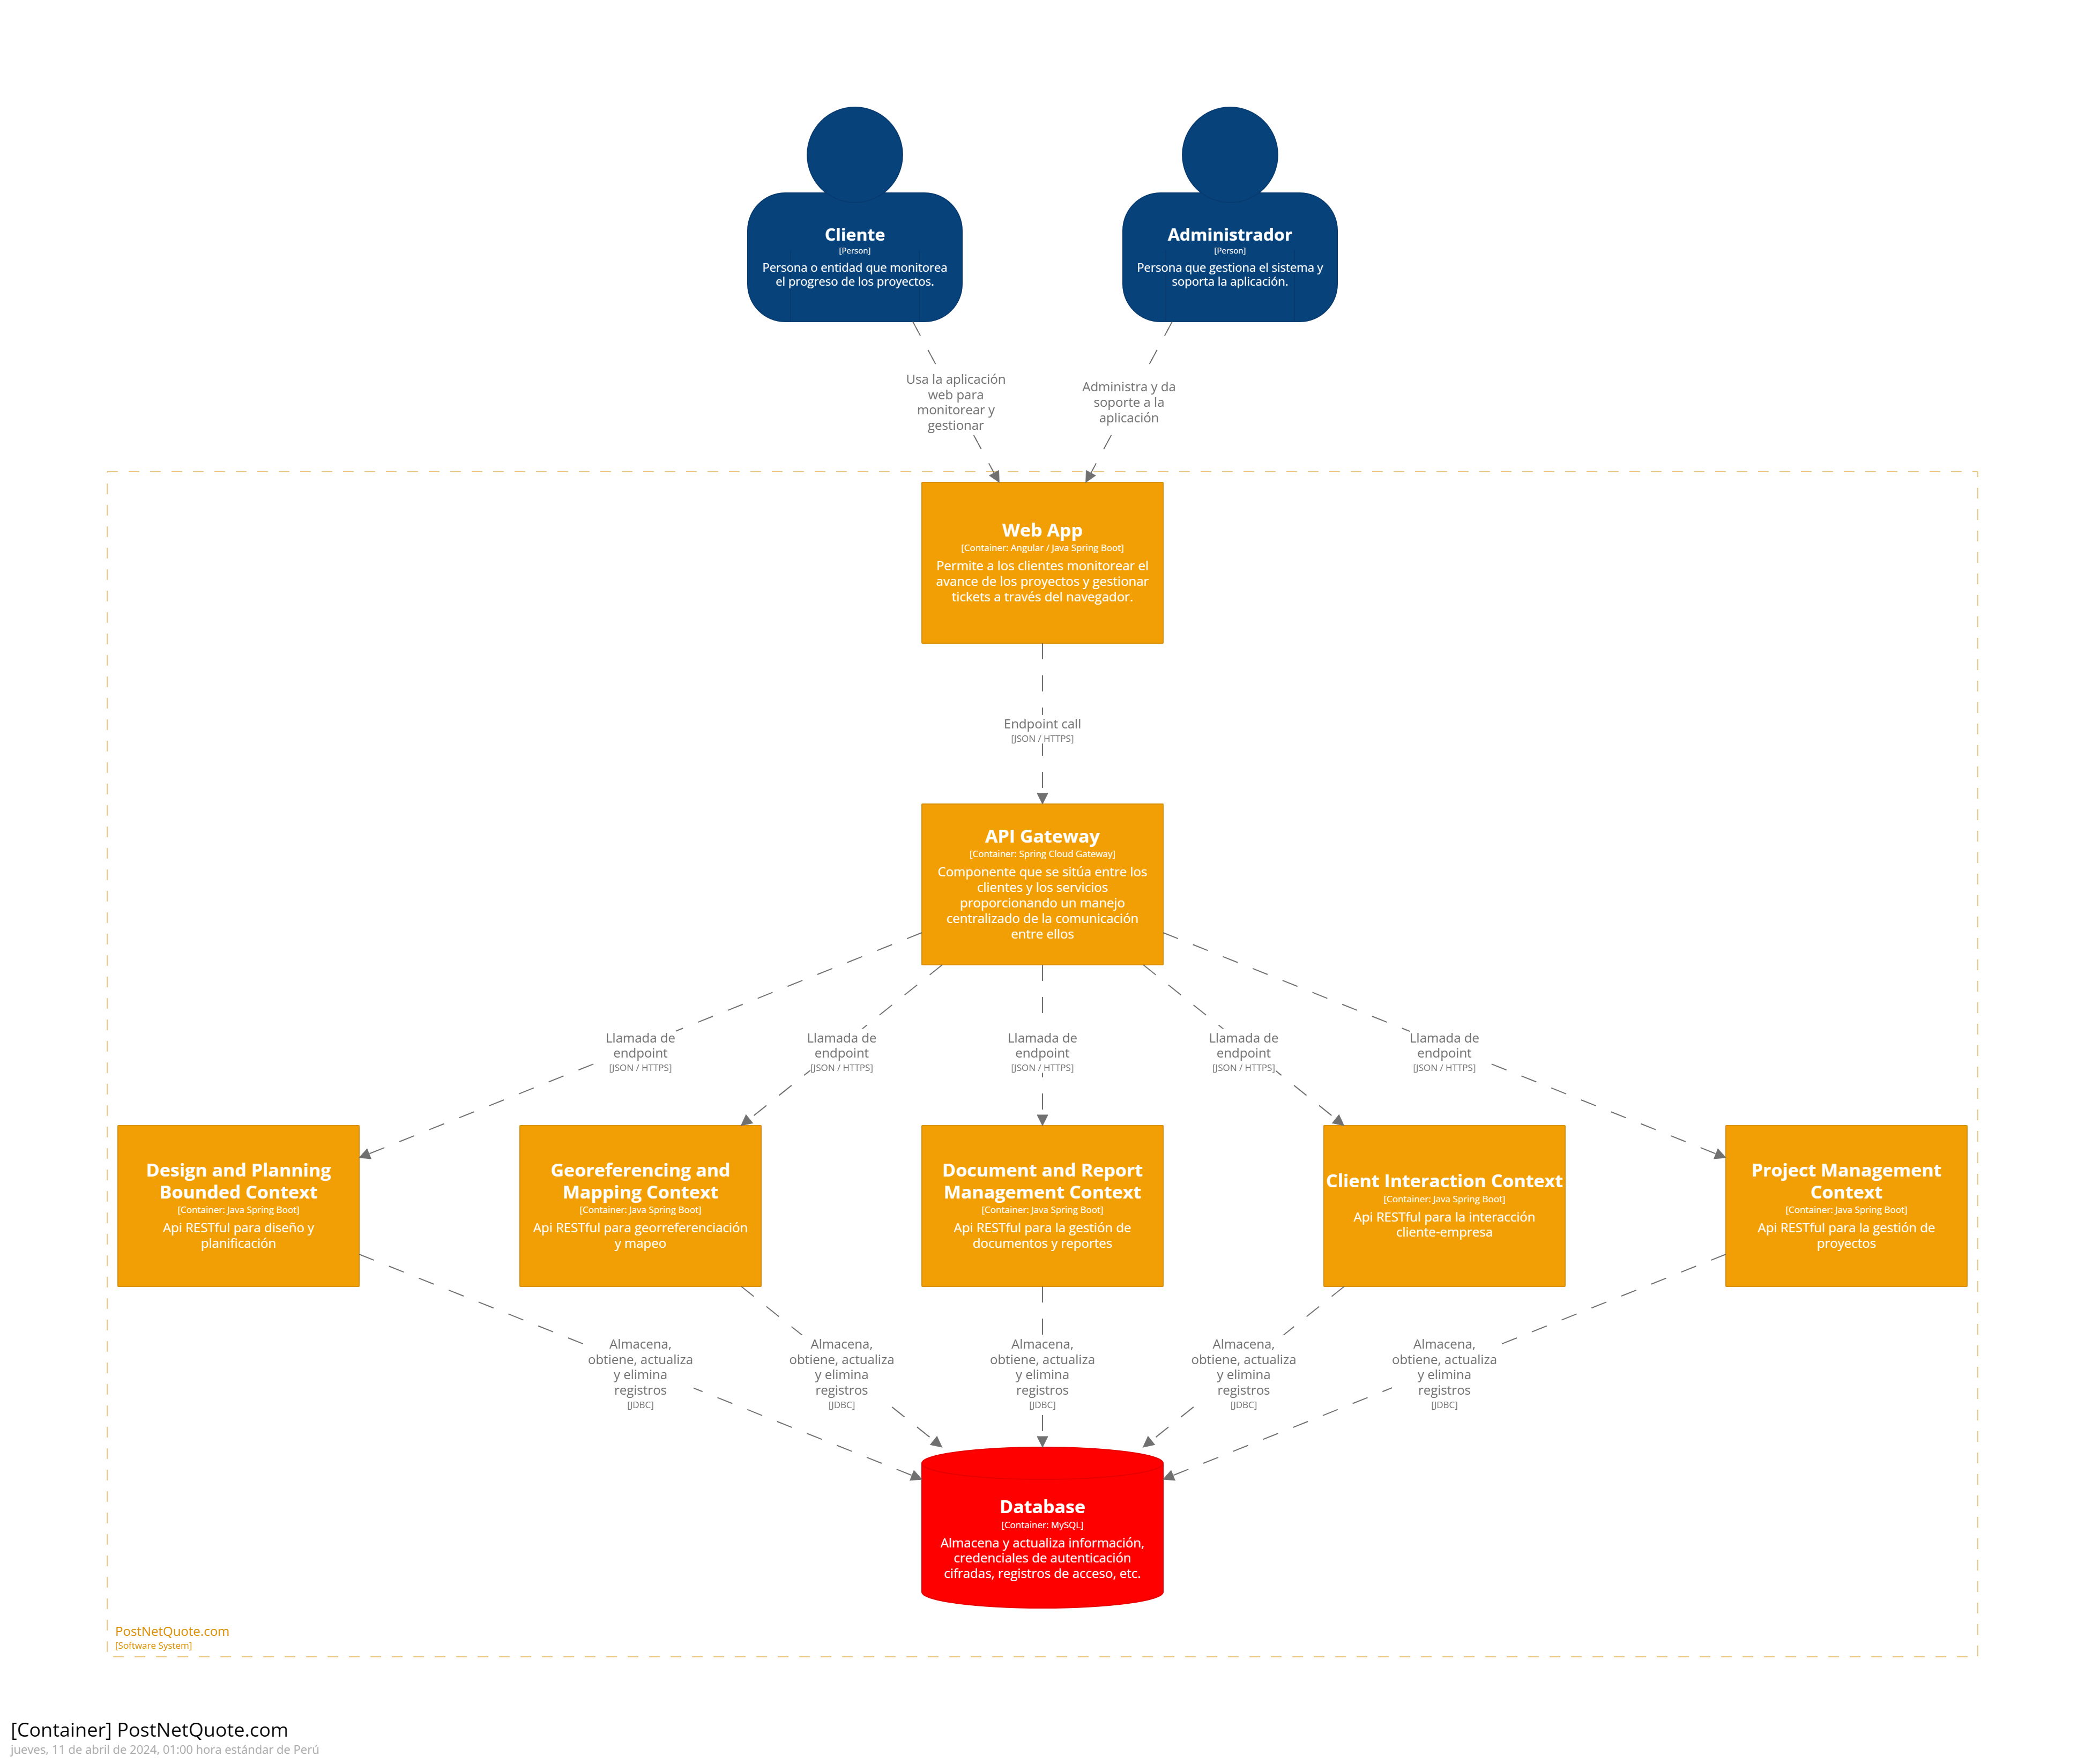 Cliente
[Person]
Persona o entidad que monitorea
el progreso de los proyectos.
Administrador
[Person]
Persona que gestiona el sistema y
soporta la aplicación.
Usa la aplicación
web para
monitorear y
gestionar
Administra y da
soporte a la
aplicación
Web App
[Container: Angular / Java Spring Boot]
Permite a los clientes monitorear el
avance de los proyectos y gestionar
tickets a través del navegador.
Endpoint call
[JSON / HTTPS]
API Gateway
[Container: Spring Cloud Gateway]
Componente que se sitúa entre los
clientes y los servicios
proporcionando un manejo
centralizado de la comunicación
entre ellos
Llamada de
endpoint
[JSON / HTTPS]
Llamada de
endpoint
[JSON / HTTPS]
Llamada de
endpoint
[JSON / HTTPS]
Llamada de
endpoint
[JSON / HTTPS]
Llamada de
endpoint
[JSON / HTTPS]
Design and Planning
Bounded Context
[Container: Java Spring Boot]
Api RESTful para diseño y
planificación
Georeferencing and
Mapping Context
[Container: Java Spring Boot]
Api RESTful para georreferenciación
y mapeo
Document and Report
Management Context
[Container: Java Spring Boot]
Api RESTful para la gestión de
documentos y reportes
Client Interaction Context
[Container: Java Spring Boot]
Api RESTful para la interacción
cliente-empresa
Project Management
Context
[Container: Java Spring Boot]
Api RESTful para la gestión de
proyectos
Almacena,
obtiene, actualiza
y elimina
registros
[JDBC]
Almacena,
obtiene, actualiza
y elimina
registros
[JDBC]
Almacena,
obtiene, actualiza
y elimina
registros
[JDBC]
Almacena,
obtiene, actualiza
y elimina
registros
[JDBC]
Almacena,
obtiene, actualiza
y elimina
registros
[JDBC]
Database
[Container: MySQL]
Almacena y actualiza información,
credenciales de autenticación
cifradas, registros de acceso, etc.
PostNetQuote.com
[Software System]
[Container] PostNetQuote.com
jueves, 11 de abril de 2024, 01:00 hora estándar de Perú